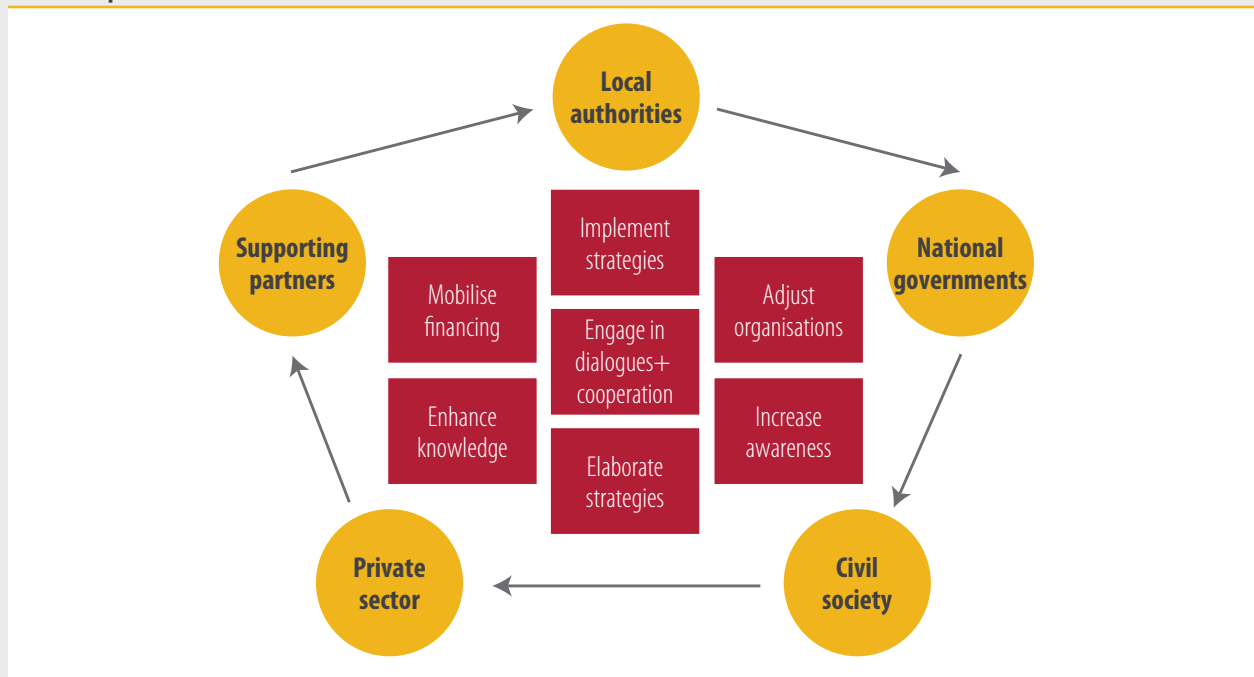 Local
authorities
Supporting
partners
National
governments
Implement
strategies
Mobilise
financing
Adjust
organisations
Engage in
dialogues+
cooperation
Enhance
knowledge
Increase
awareness
Elaborate
strategies
Private
sector
Civil
society